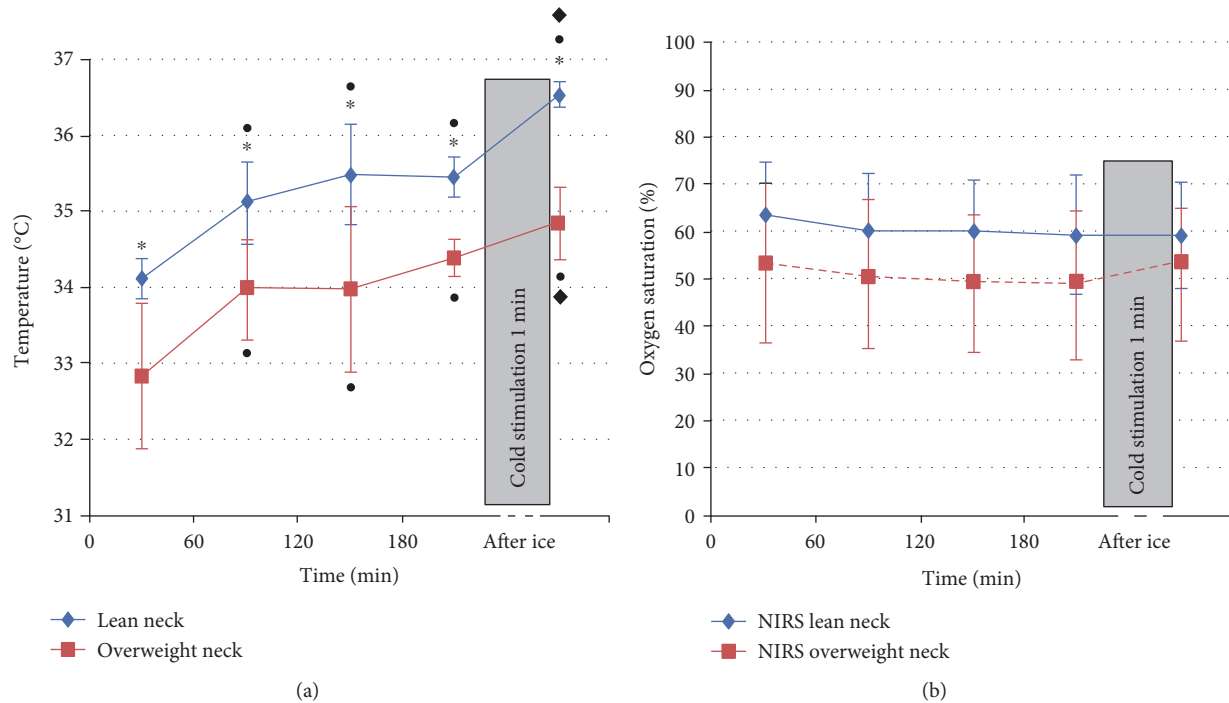 37
36
35
34
33
32
31
Temperature (°C)
0
60
120
180
After ice
Time (min)
Cold stimulation 1 min
Lean neck
Overweight neck
(a)
100
90
80
70
60
50
40
30
20
10
0
Oxygen saturation (%)
0
60
120
180
After ice
Time (min)
Cold stimulation 1 min
NIRS lean neck
NIRS overweight neck
(b)